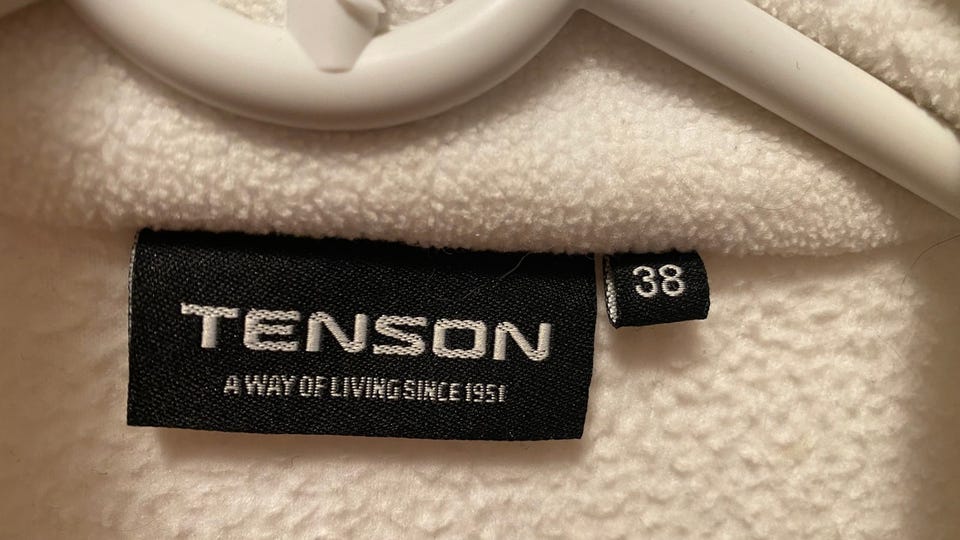 TENSON
A WAY OF LIVING SINCE 1951
38